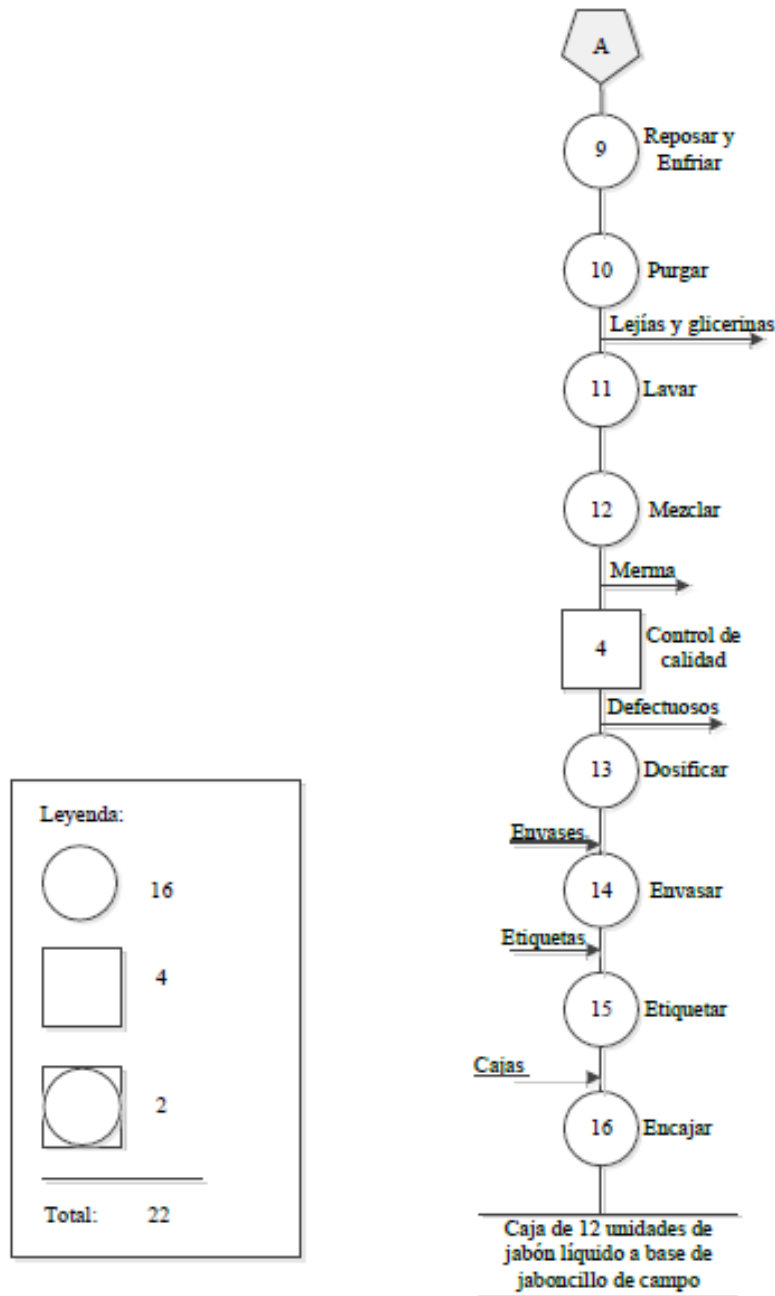 A
9
Reposar y
Enfriar
10
Purgar
Lejías y glicerinas
11
Lavar
12
Mezclar
Merma
4
Control de
calidad
Defectuosos
13
Dosificar
Envases
14
Envasar
Etiquetas
15
Etiquetar
Cajas
16
Encajar
Caja de 12 unidades de
jabón líquido a base de
jaboncillo de campo
Leyenda:
16
4
2
Total: 22